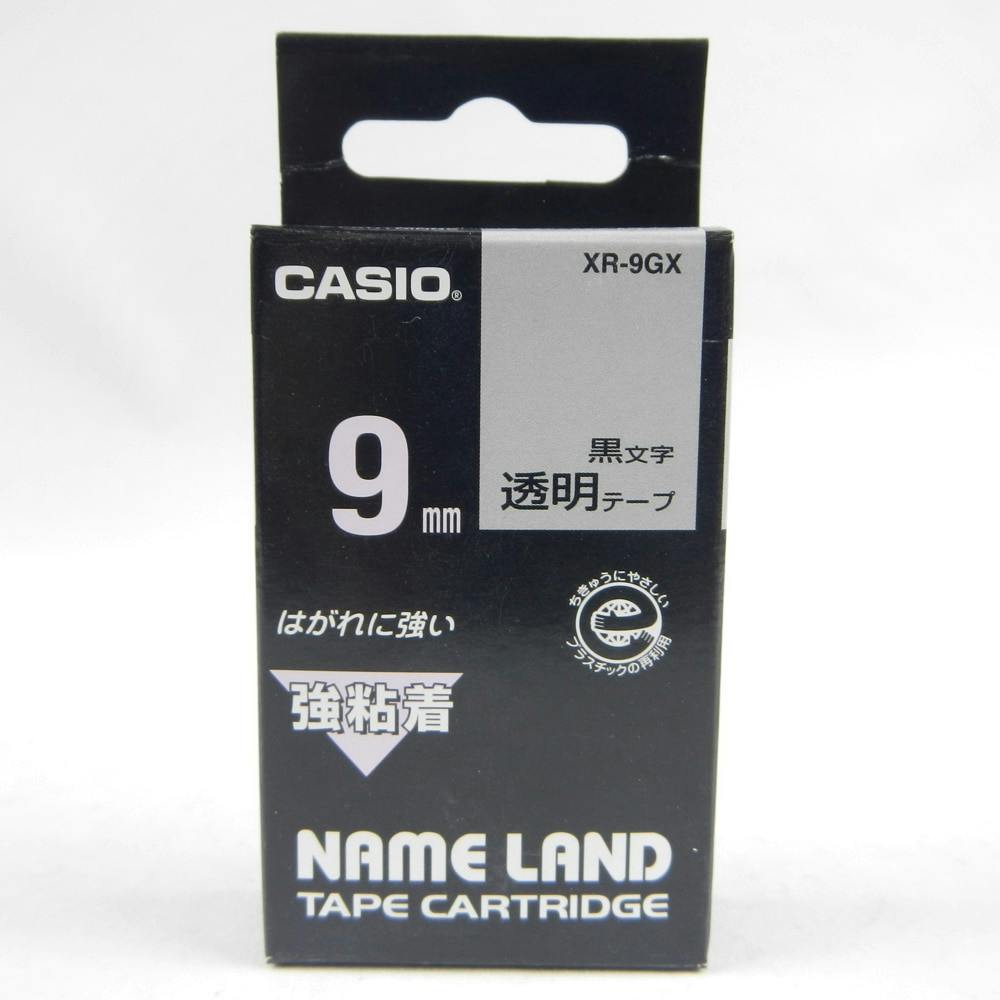 CASIO®
XR-9GX
9mm
黒文字
透明テープ
ちきゅうにやさしい
プラスチックの再利用
はがれに強い
強粘着
NAME LAND
TAPE CARTRIDGE